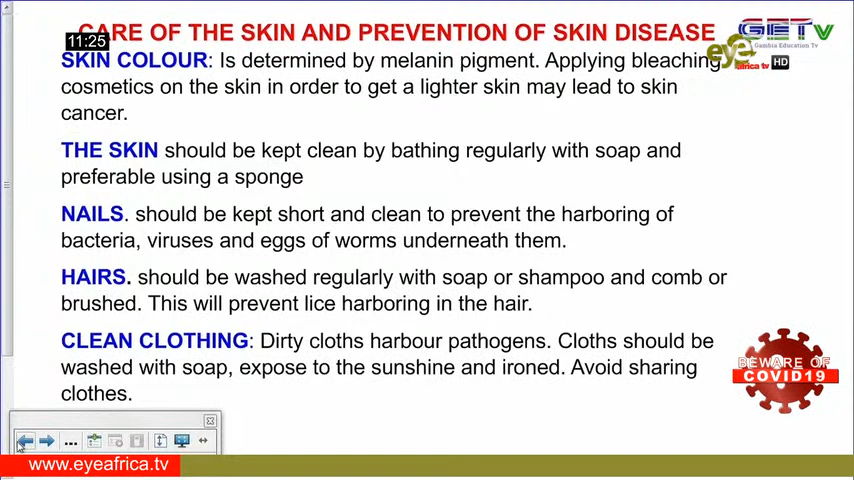 CARE OF THE SKIN AND PREVENTION OF SKIN DISEASE
11:25
GETv
Gambia Education Tv
eye
africa tv HD
SKIN COLOUR: Is determined by melanin pigment. Applying bleaching
cosmetics on the skin in order to get a lighter skin may lead to skin
cancer.
THE SKIN should be kept clean by bathing regularly with soap and
preferable using a sponge
NAILS. should be kept short and clean to prevent the harboring of
bacteria, viruses and eggs of worms underneath them.
HAIRS. should be washed regularly with soap or shampoo and comb or
brushed. This will prevent lice harboring in the hair.
CLEAN CLOTHING: Dirty cloths harbour pathogens. Cloths should be
washed with soap, expose to the sunshine and ironed. Avoid sharing
clothes.
BEWARE OF
COVID19
www.eyeafrica.tv